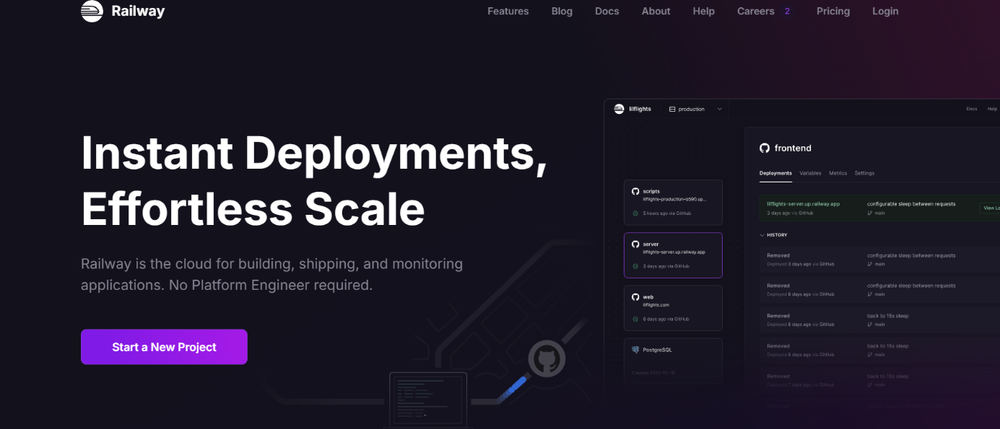 Railway
Features Blog Docs About Help Careers 2 Pricing Login
Instant Deployments,
Effortless Scale
Railway is the cloud for building, shipping, and monitoring
applications. No Platform Engineer required.
Start a New Project
lilflights production
Docs Help
scripts
lilflights-production-b590.up...
5 hours ago via GitHub
server
lilflights-server.up.railway.app
3 days ago via GitHub
web
lilflights.com
6 days ago via GitHub
PostgreSQL
Created 2022-02-18
frontend
Deployments Variables Metrics Settings
lilflights-server.up.railway.app configurable sleep between requests
3 days ago via GitHub main
View Lo
HISTORY
Removed configurable sleep between requests
Deployed 3 days ago via GitHub main
Removed configurable sleep between requests
Deployed 6 days ago via GitHub main
Removed back to 15s sleep
Deployed 6 days ago via GitHub main
Removed back to 15s sleep
Deployed 6 days ago via GitHub main
Removed back to 15s sleep
Deployed 7 days ago via GitHub main
Removed